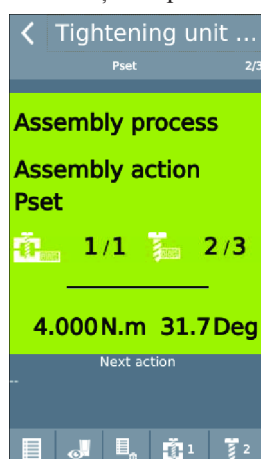 Tightening unit ...
Pset 2/3
Assembly process
Assembly action
Pset
1/1 2/3
4.000N.m 31.7Deg
Next action
--
1 2